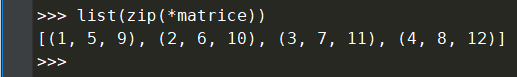 >>> list(zip(*matrice))
[(1, 5, 9), (2, 6, 10), (3, 7, 11), (4, 8, 12)]
>>>